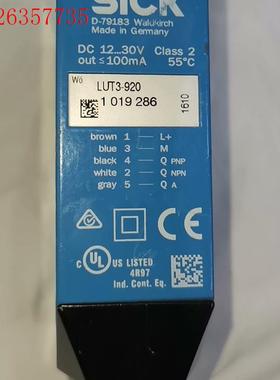 26357735
SICK
D-79183 Waldkirch
Made in Germany
DC 12...30V Class 2
out ≤100mA 55°C
Wö
LUT3-920
1 019 286
1610
brown 1 L+
blue 3 M
black 4 Q PNP
white 2 Q NPN
gray 5 Q A
CE
C UL US LISTED
4R97
Ind. Cont. Eq.